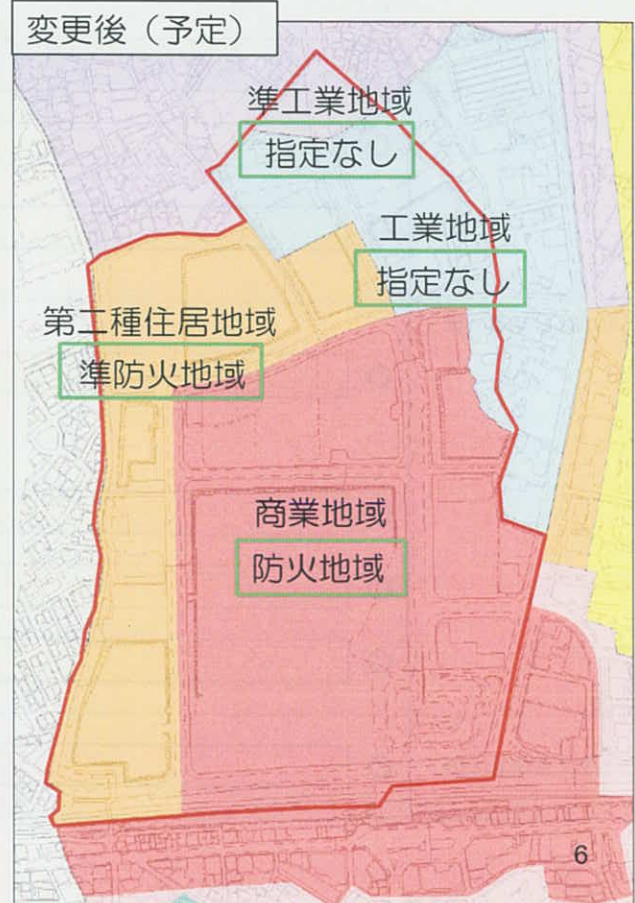 変更後（予定）
準工業地域
指定なし
工業地域
指定なし
第二種住居地域
準防火地域
商業地域
防火地域
6